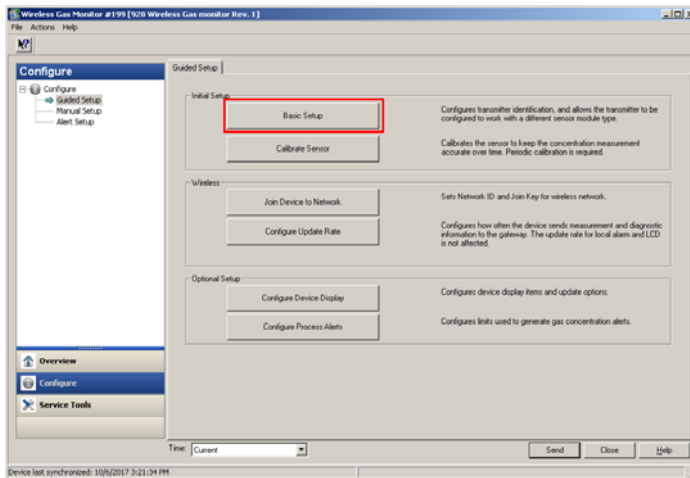 Wireless Gas Monitor #199 [928 Wireless Gas monitor Rev. 1]
File Actions Help
Configure
Configure
Guided Setup
Manual Setup
Alert Setup
Overview
Configure
Service Tools
Guided Setup
Initial Setup
Basic Setup
Configures transmitter identification, and allows the transmitter to be
configured to work with a different sensor module type.
Calibrate Sensor
Calibrates the sensor to keep the concentration measurement
accurate over time. Periodic calibration is required.
Wireless
Join Device to Network
Sets Network ID and Join Key for wireless network.
Configure Update Rate
Configures how often the device sends measurement and diagnostic
information to the gateway. The update rate for local alarm and LCD
is not affected.
Optional Setup
Configure Device Display
Configures device display items and update options.
Configure Process Alerts
Configures limits used to generate gas concentration alerts.
Time: Current
Send Close Help
Device last synchronized: 10/6/2017 3:21:34 PM